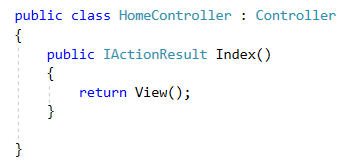 public class HomeController : Controller
{
    public IActionResult Index()
    {
        return View();
    }

}